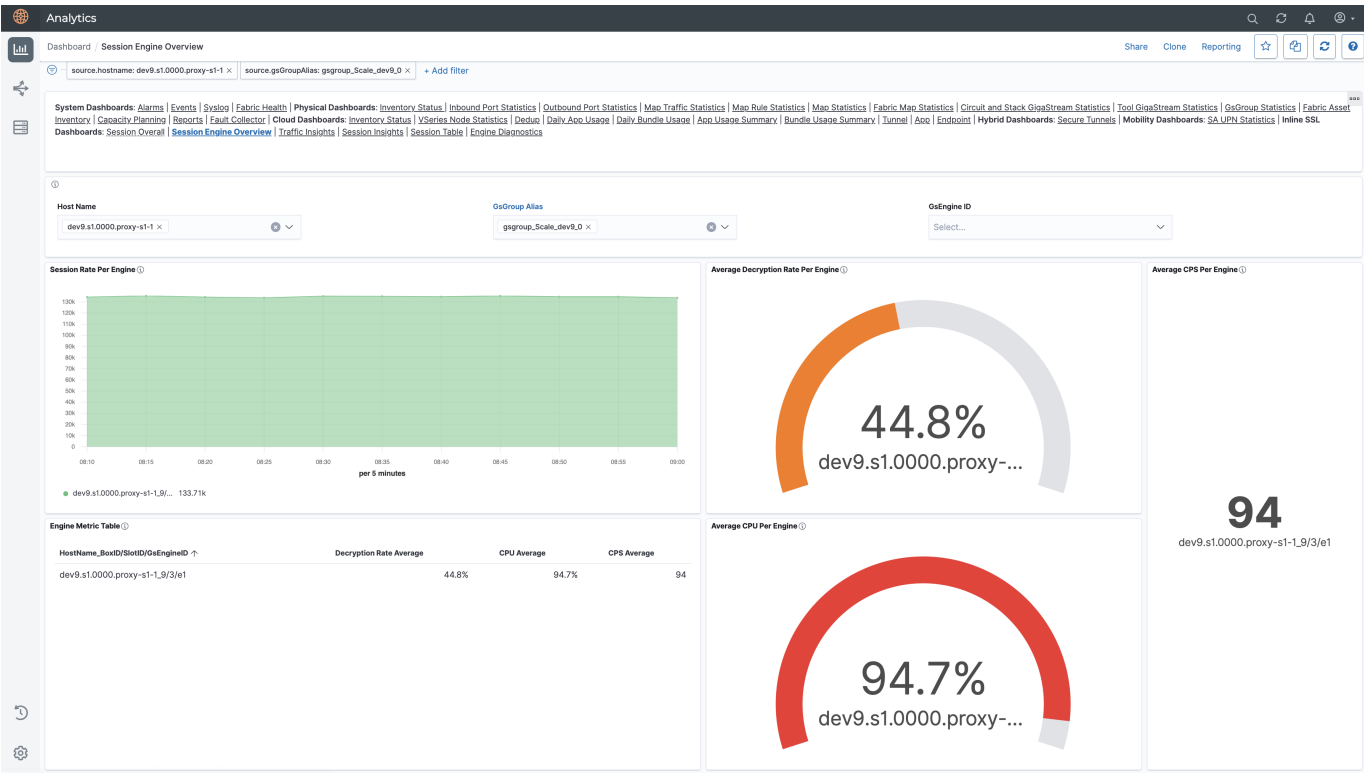 Analytics
Dashboard / Session Engine Overview
Share Clone Reporting
source.hostname: dev9.s1.0000.proxy-s1-1 × source.gsGroupAlias: gsgroup_Scale_dev9_0 × + Add filter
System Dashboards: Alarms | Events | Syslog | Fabric Health | Physical Dashboards: Inventory Status | Inbound Port Statistics | Outbound Port Statistics | Map Traffic Statistics | Map Rule Statistics | Map Statistics | Fabric Map Statistics | Circuit and Stack GigaStream Statistics | Tool GigaStream Statistics | GsGroup Statistics | Fabric Asset
Inventory | Capacity Planning | Reports | Fault Collector | Cloud Dashboards: Inventory Status | VSeries Node Statistics | Dedup | Daily App Usage | Daily Bundle Usage | App Usage Summary | Bundle Usage Summary | Tunnel | App | Endpoint | Hybrid Dashboards: Secure Tunnels | Mobility Dashboards: SA UPN Statistics | Inline SSL
Dashboards: Session Overall | Session Engine Overview | Traffic Insights | Session Insights | Session Table | Engine Diagnostics
Host Name
dev9.s1.0000.proxy-s1-1 ×
GsGroup Alias
gsgroup_Scale_dev9_0 ×
GsEngine ID
Select...
Session Rate Per Engine
130k
120k
110k
100k
90k
80k
70k
60k
50k
40k
30k
20k
10k
0
08:10 08:15 08:20 08:25 08:30 08:35 08:40 08:45 08:50 08:55 09:00
per 5 minutes
dev9.s1.0000.proxy-s1-1_9/... 133.71k
Average Decryption Rate Per Engine
44.8%
dev9.s1.0000.proxy-...
Average CPS Per Engine
94
dev9.s1.0000.proxy-s1-1_9/3/e1
Engine Metric Table
HostName_BoxID/SlotID/GsEngineID ↑ Decryption Rate Average CPU Average CPS Average
dev9.s1.0000.proxy-s1-1_9/3/e1 44.8% 94.7% 94
Average CPU Per Engine
94.7%
dev9.s1.0000.proxy-...